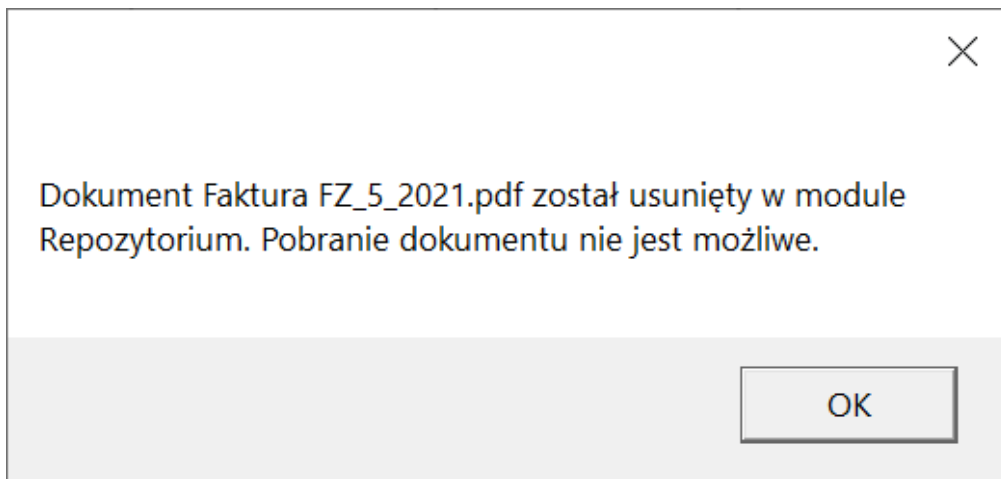 Dokument Faktura FZ_5_2021.pdf został usunięty w module
Repozytorium. Pobranie dokumentu nie jest możliwe.
OK